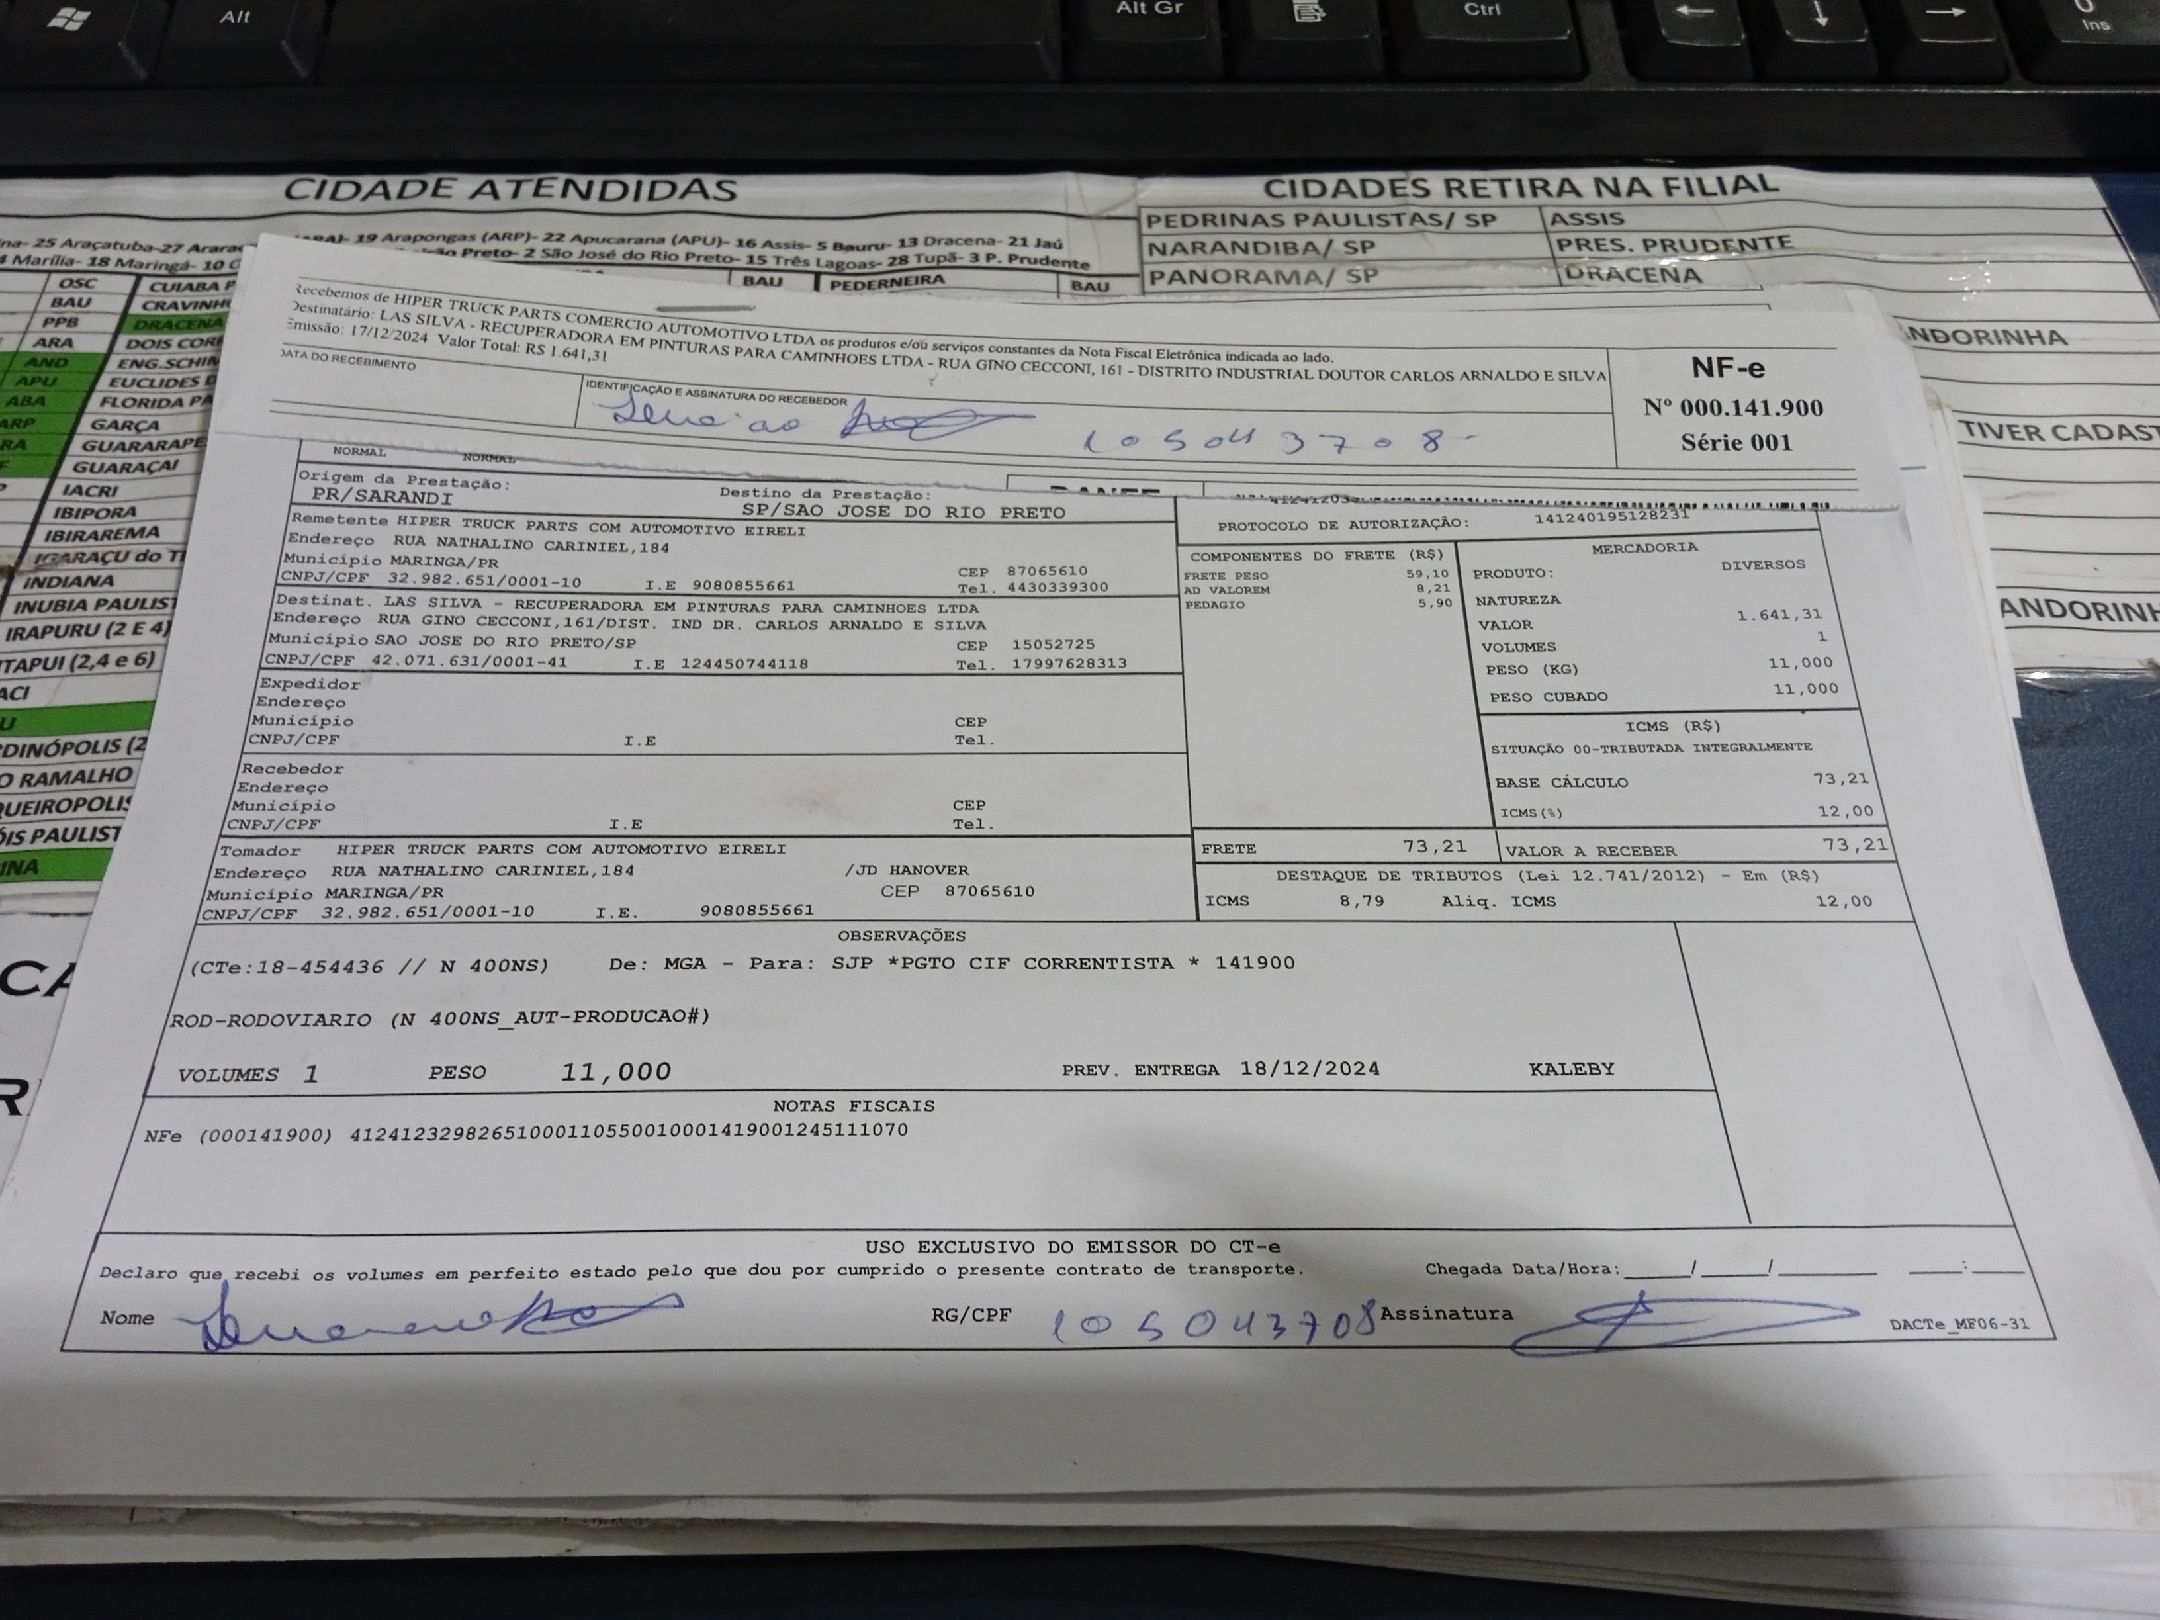 Alt
Alt Gr
Ctrl
Ins
CIDADE ATENDIDAS
19 Arapongas (ARP)- 22 Apucarana (APU)- 16 Assis- 5 Bauru- 13 Dracena- 21 Jaú
25 Araçatuba-27
Marília- 18 Maringá- 10
Preto- 2 São José do Rio Preto- 15 Três Lagoas- 28 Tupã- 3 P. Prudente
BAU PEDERNEIRA BAU
CIDADES RETIRA NA FILIAL
PEDRINAS PAULISTAS/ SP ASSIS
NARANDIBA/ SP PRES. PRUDENTE
PANORAMA/ SP DRACENA
OSC
BAU
PPB DRACENA
ARA
AND
APU
ABA
GARÇA
GUARAÇAI
IACRI
IBIPORA
IBIRAREMA
IGARAÇU do
INDIANA
IRAPURU (2 E 4)
(2,4 e 6)
Recebemos de HIPER TRUCK PARTS COMERCIO AUTOMOTIVO LTDA os produtos e/ou serviços constantes da Nota Fiscal Eletrônica indicada ao lado.
Destinatário: LAS SILVA - RECUPERADORA EM PINTURAS PARA CAMINHOES LTDA - RUA GINO CECCONI, 161 - DISTRITO INDUSTRIAL DOUTOR CARLOS ARNALDO E SILVA
Emissão: 17/12/2024 Valor Total: R$ 1.641,31
DATA DO RECEBIMENTO
IDENTIFICAÇÃO E ASSINATURA DO RECEBEDOR
105043708
NF-e
Nº 000.141.900
Série 001
NORMAL NORMAL
Origem da Prestação:
PR/SARANDI
Destino da Prestação:
SP/SAO JOSE DO RIO PRETO
Remetente HIPER TRUCK PARTS COM AUTOMOTIVO EIRELI
Endereço RUA NATHALINO CARINIEL,184
Município MARINGA/PR CEP 87065610
CNPJ/CPF 32.982.651/0001-10 I.E 9080855661 Tel. 4430339300
Destinat. LAS SILVA - RECUPERADORA EM PINTURAS PARA CAMINHOES LTDA
Endereço RUA GINO CECCONI,161/DIST. IND DR. CARLOS ARNALDO E SILVA
Município SAO JOSE DO RIO PRETO/SP CEP 15052725
CNPJ/CPF 42.071.631/0001-41 I.E 124450744118 Tel. 17997628313
Expedidor
Endereço
Município CEP
CNPJ/CPF I.E Tel.
Recebedor
Endereço
Município CEP
CNPJ/CPF I.E Tel.
Tomador HIPER TRUCK PARTS COM AUTOMOTIVO EIRELI
Endereço RUA NATHALINO CARINIEL,184 /JD HANOVER
Município MARINGA/PR CEP 87065610
CNPJ/CPF 32.982.651/0001-10 I.E. 9080855661
PROTOCOLO DE AUTORIZAÇÃO: 141240195128231
COMPONENTES DO FRETE (R$)
FRETE PESO 59,10
AD VALOREM 8,21
PEDAGIO 5,90
MERCADORIA
PRODUTO: DIVERSOS
NATUREZA
VALOR 1.641,31
VOLUMES 1
PESO (KG) 11,000
PESO CUBADO 11,000
ICMS (R$)
SITUAÇÃO 00-TRIBUTADA INTEGRALMENTE
BASE CÁLCULO 73,21
ICMS(%) 12,00
FRETE 73,21 VALOR A RECEBER 73,21
DESTAQUE DE TRIBUTOS (Lei 12.741/2012) - Em (R$)
ICMS 8,79 Aliq. ICMS 12,00
OBSERVAÇÕES
(CTe:18-454436 // N 400NS) De: MGA - Para: SJP *PGTO CIF CORRENTISTA * 141900
ROD-RODOVIARIO (N 400NS_AUT-PRODUCAO#)
VOLUMES 1 PESO 11,000 PREV. ENTREGA 18/12/2024 KALEBY
NOTAS FISCAIS
NFe (000141900) 41241232982651000110550010001419001245111070
USO EXCLUSIVO DO EMISSOR DO CT-e
Declaro que recebi os volumes em perfeito estado pelo que dou por cumprido o presente contrato de transporte. Chegada Data/Hora:____/____/______ ____:____
Nome RG/CPF 105043708 Assinatura
DACTe_MF06-31